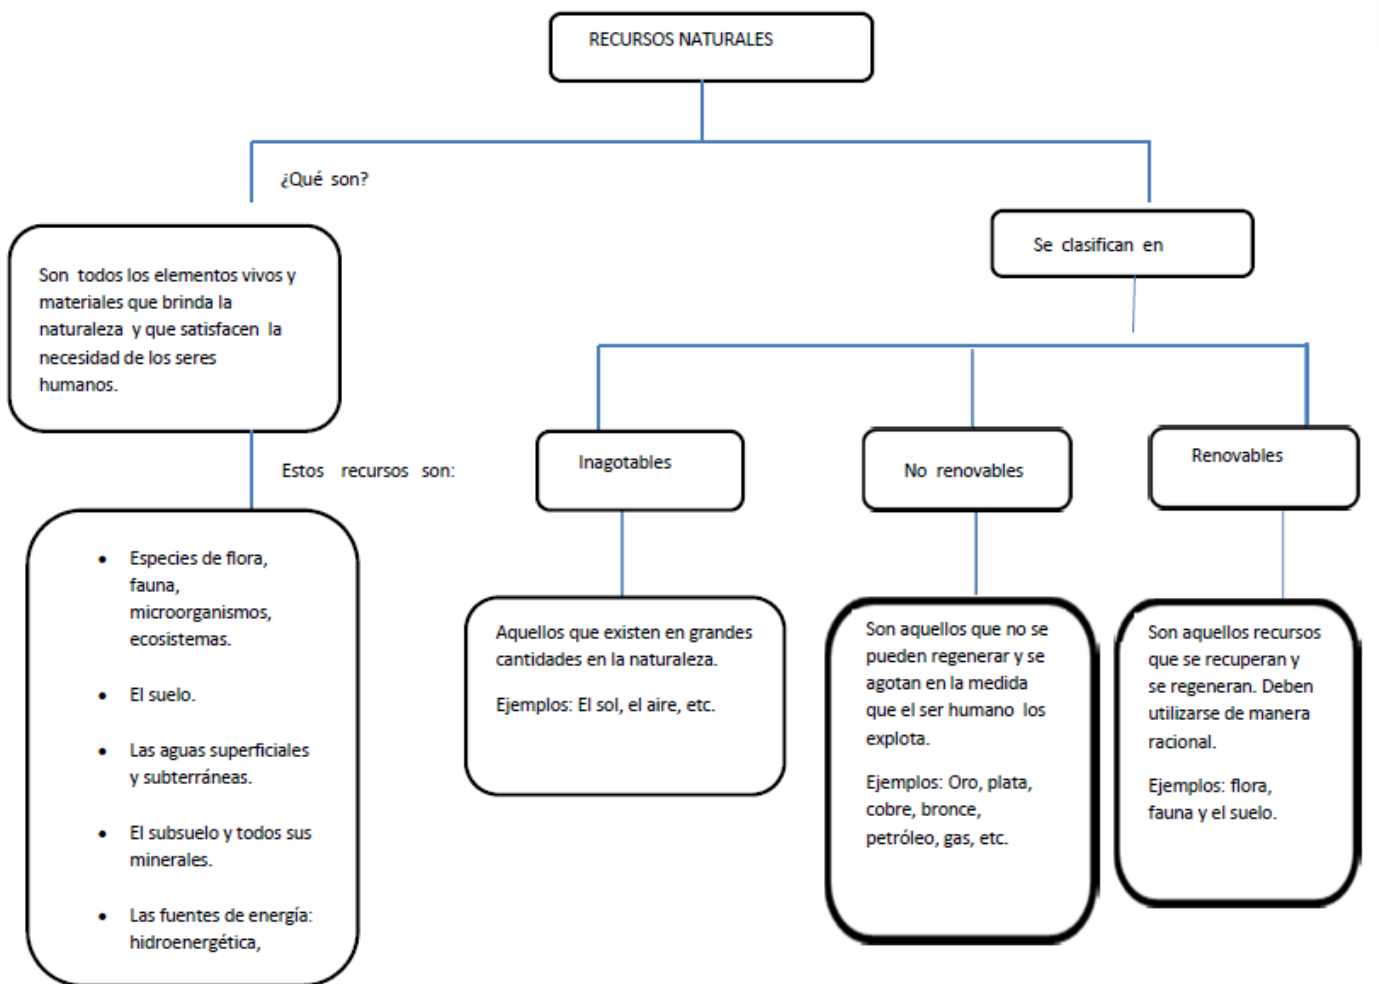 RECURSOS NATURALES
¿Qué son?
Son todos los elementos vivos y
materiales que brinda la
naturaleza y que satisfacen la
necesidad de los seres
humanos.
Estos recursos son:
• Especies de flora,
fauna,
microorganismos,
ecosistemas.
• El suelo.
• Las aguas superficiales
y subterráneas.
• El subsuelo y todos sus
minerales.
• Las fuentes de energía:
hidroenergética,
Se clasifican en
Inagotables
Aquellos que existen en grandes
cantidades en la naturaleza.
Ejemplos: El sol, el aire, etc.
No renovables
Son aquellos que no se
pueden regenerar y se
agotan en la medida
que el ser humano los
explota.
Ejemplos: Oro, plata,
cobre, bronce,
petróleo, gas, etc.
Renovables
Son aquellos recursos
que se recuperan y
se regeneran. Deben
utilizarse de manera
racional.
Ejemplos: flora,
fauna y el suelo.